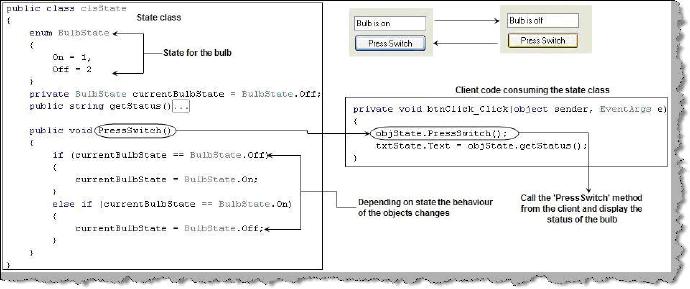 State class
public class clsState
{
enum BulbState
{
On = 1,
Off = 2
}
State for the bulb
private BulbState currentBulbState = BulbState.Off;
public string getStatus()...
public void PressSwitch()
{
if (currentBulbState == BulbState.Off)
{
currentBulbState = BulbState.On;
}
else if (currentBulbState == BulbState.On)
{
currentBulbState = BulbState.Off;
}
}
}
Depending on state the behaviour
of the objects changes
Bulb is on
Press Switch
Bulb is off
Press Switch
Client code consuming the state class
private void btnClick_Click(object sender, EventArgs e)
{
objState.PressSwitch();
txtState.Text = objState.getStatus();
}
Call the 'PressSwitch' method
from the client and display the
status of the bulb